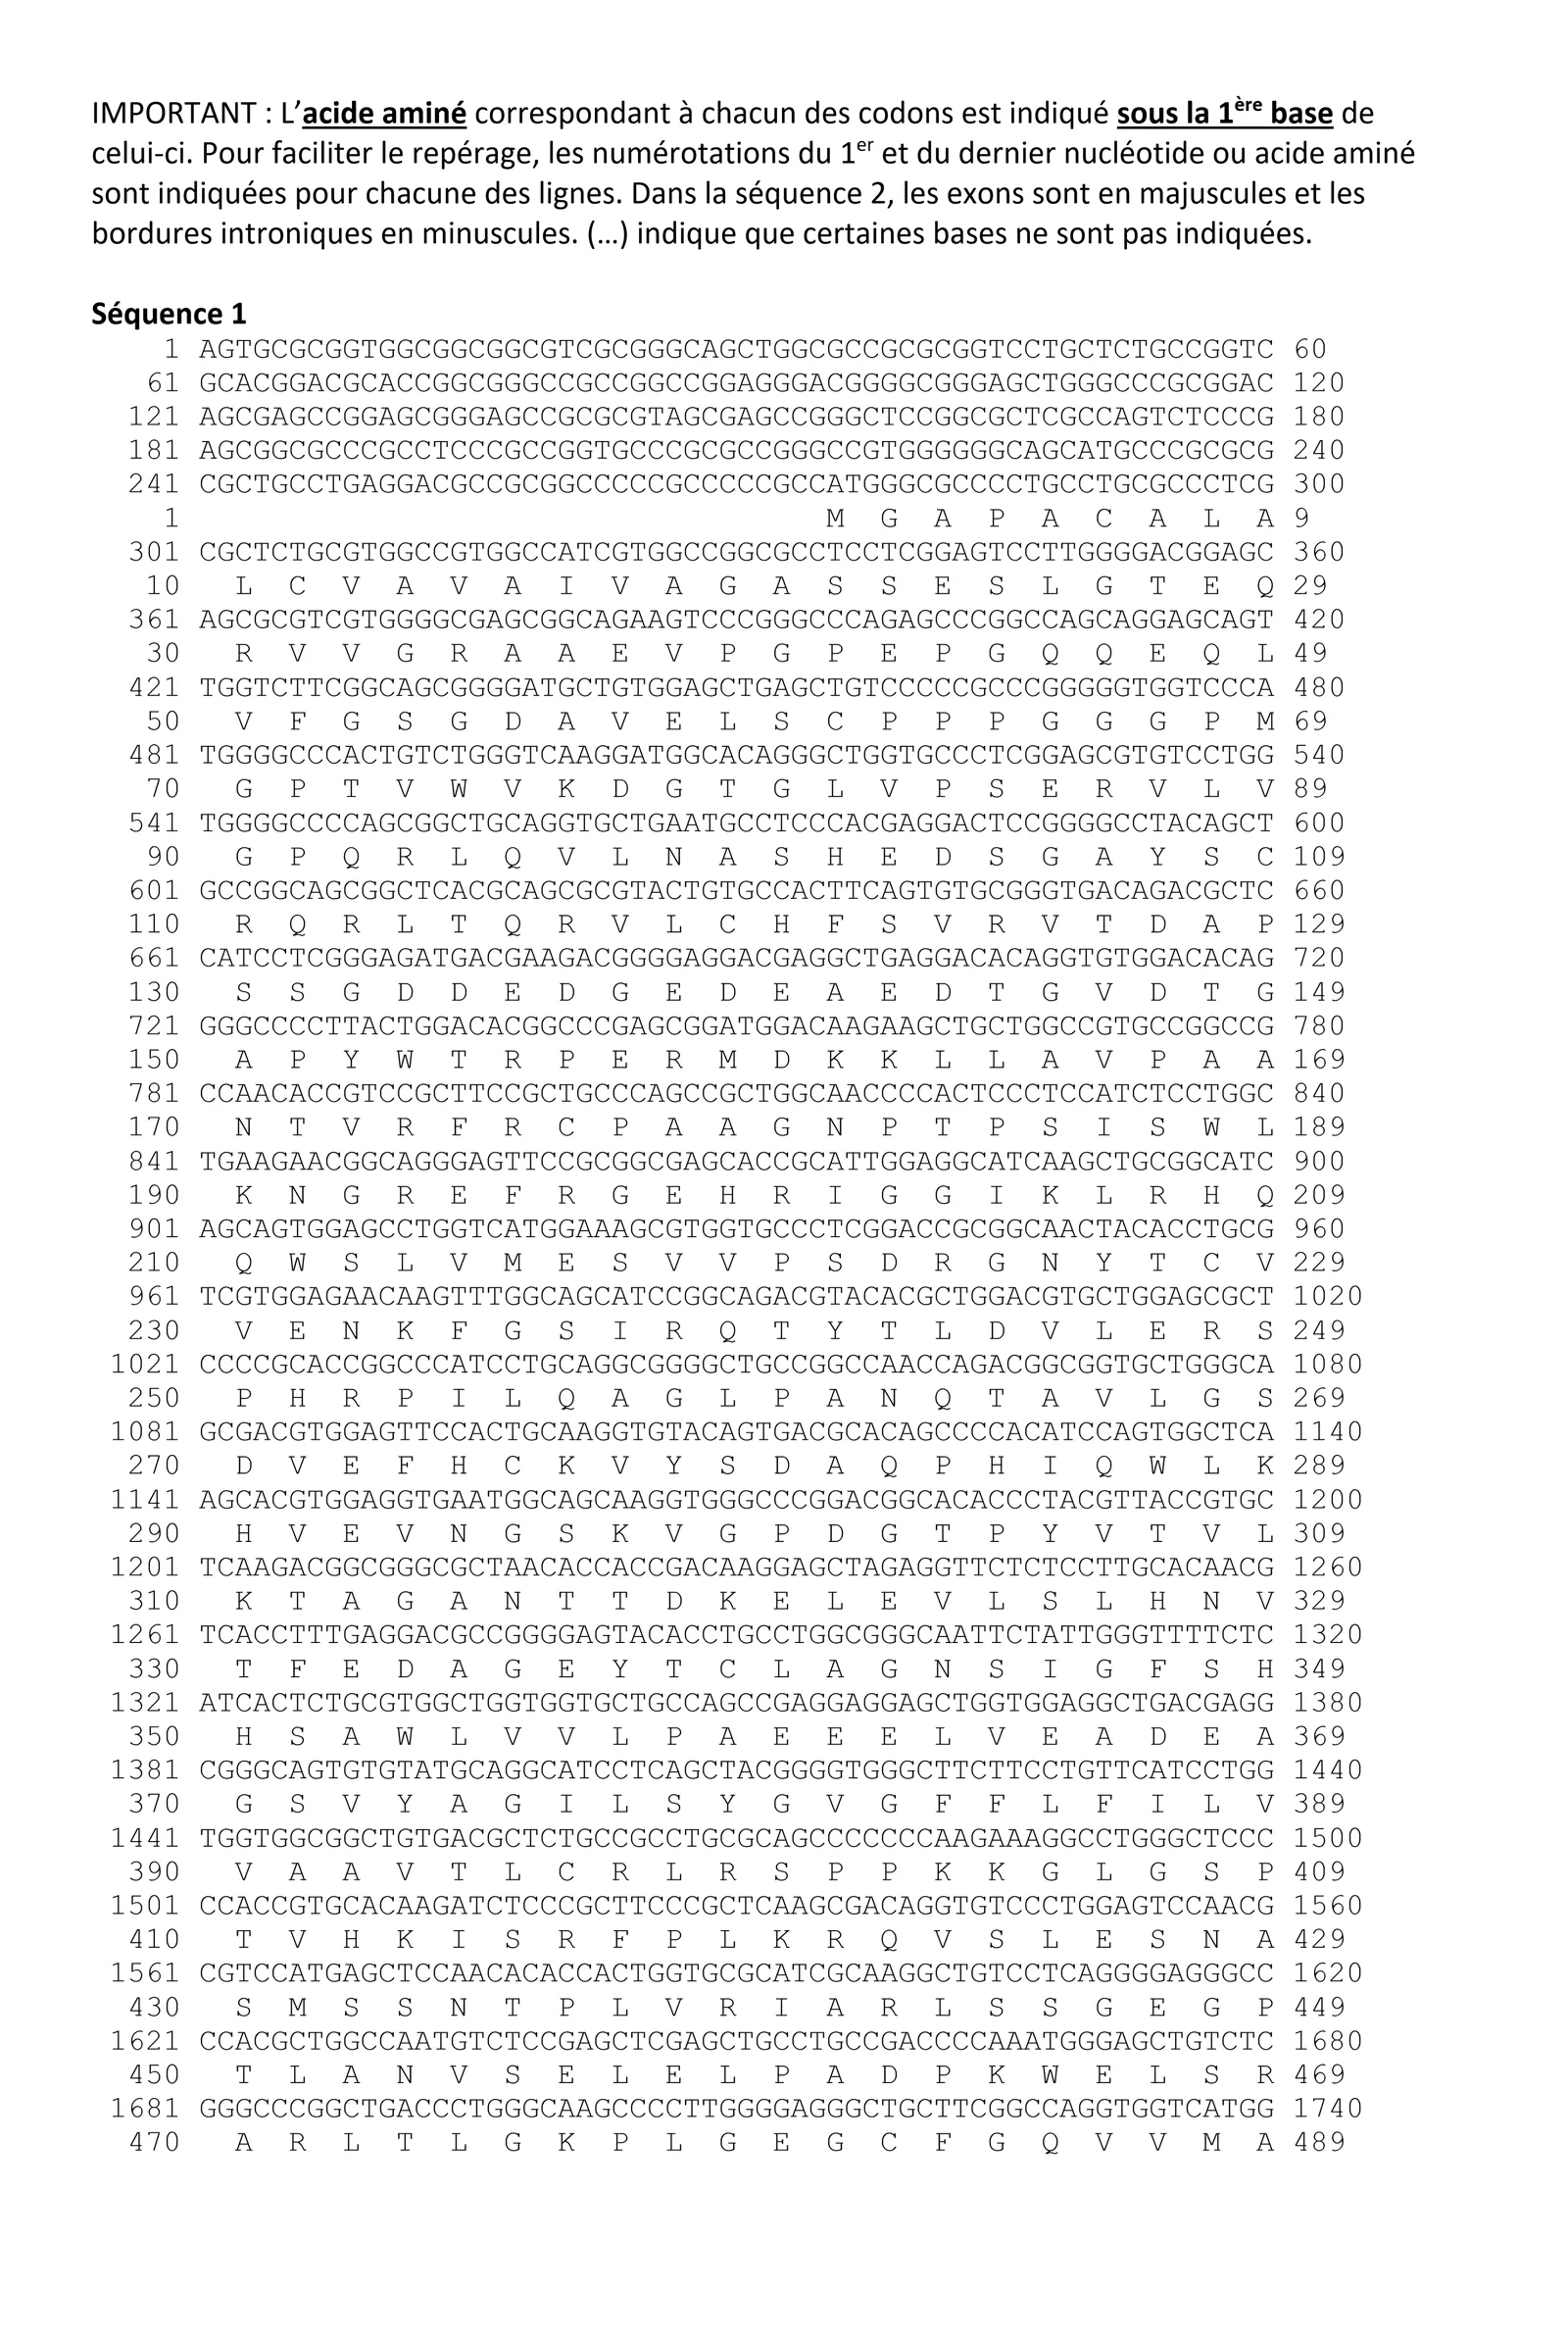 IMPORTANT : L’acide aminé correspondant à chacun des codons est indiqué sous la 1ère base de
celui-ci. Pour faciliter le repérage, les numérotations du 1er et du dernier nucléotide ou acide aminé
sont indiquées pour chacune des lignes. Dans la séquence 2, les exons sont en majuscules et les
bordures introniques en minuscules. (…) indique que certaines bases ne sont pas indiquées.
Séquence 1
1 AGTGCGCGGTGGCGGCGGCGTCGCGGGCAGCTGGCGCCGCGCGGTCCTGCTCTGCCGGTC 60
61 GCACGGACGCACCGGCGGGCCGCCGGCCGGAGGGACGGGGCGGGAGCTGGGCCCGCGGAC 120
121 AGCGAGCCGGAGCGGGAGCCGCGCGTAGCGAGCCGGGCTCCGGCGCTCGCCAGTCTCCCG 180
181 AGCGGCGCCCGCCTCCCGCCGGTGCCCGCGCCGGGCCGTGGGGGGCAGCATGCCCGCGCG 240
241 CGCTGCCTGAGGACGCCGCGGCCCCCGCCCCCGCCATGGGCGCCCCTGCCTGCGCCCTCG 300
1 M G A P A C A L A 9
301 CGCTCTGCGTGGCCGTGGCCATCGTGGCCGGCGCCTCCTCGGAGTCCTTGGGGACGGAGC 360
10 L C V A V A I V A G A S S E S L G T E Q 29
361 AGCGCGTCGTGGGGCGAGCGGCAGAAGTCCCGGGCCCAGAGCCCGGCCAGCAGGAGCAGT 420
30 R V V G R A A E V P G P E P G Q Q E Q L 49
421 TGGTCTTCGGCAGCGGGGATGCTGTGGAGCTGAGCTGTCCCCCGCCCGGGGGTGGTCCCA 480
50 V F G S G D A V E L S C P P P G G G P M 69
481 TGGGGCCCACTGTCTGGGTCAAGGATGGCACAGGGCTGGTGCCCTCGGAGCGTGTCCTGG 540
70 G P T V W V K D G T G L V P S E R V L V 89
541 TGGGGCCCCAGCGGCTGCAGGTGCTGAATGCCTCCCACGAGGACTCCGGGGCCTACAGCT 600
90 G P Q R L Q V L N A S H E D S G A Y S C 109
601 GCCGGCAGCGGCTCACGCAGCGCGTACTGTGCCACTTCAGTGTGCGGGTGACAGACGCTC 660
110 R Q R L T Q R V L C H F S V R V T D A P 129
661 CATCCTCGGGAGATGACGAAGACGGGGAGGACGAGGCTGAGGACACAGGTGTGGACACAG 720
130 S S G D D E D G E D E A E D T G V D T G 149
721 GGGCCCCTTACTGGACACGGCCCGAGCGGATGGACAAGAAGCTGCTGGCCGTGCCGGCCG 780
150 A P Y W T R P E R M D K K L L A V P A A 169
781 CCAACACCGTCCGCTTCCGCTGCCCAGCCGCTGGCAACCCCACTCCCTCCATCTCCTGGC 840
170 N T V R F R C P A A G N P T P S I S W L 189
841 TGAAGAACGGCAGGGAGTTCCGCGGCGAGCACCGCATTGGAGGCATCAAGCTGCGGCATC 900
190 K N G R E F R G E H R I G G I K L R H Q 209
901 AGCAGTGGAGCCTGGTCATGGAAAGCGTGGTGCCCTCGGACCGCGGCAACTACACCTGCG 960
210 Q W S L V M E S V V P S D R G N Y T C V 229
961 TCGTGGAGAACAAGTTTGGCAGCATCCGGCAGACGTACACGCTGGACGTGCTGGAGCGCT 1020
230 V E N K F G S I R Q T Y T L D V L E R S 249
1021 CCCCGCACCGGCCCATCCTGCAGGCGGGGCTGCCGGCCAACCAGACGGCGGTGCTGGGCA 1080
250 P H R P I L Q A G L P A N Q T A V L G S 269
1081 GCGACGTGGAGTTCCACTGCAAGGTGTACAGTGACGCACAGCCCCACATCCAGTGGCTCA 1140
270 D V E F H C K V Y S D A Q P H I Q W L K 289
1141 AGCACGTGGAGGTGAATGGCAGCAAGGTGGGCCCGGACGGCACACCCTACGTTACCGTGC 1200
290 H V E V N G S K V G P D G T P Y V T V L 309
1201 TCAAGACGGCGGGCGCTAACACCACCGACAAGGAGCTAGAGGTTCTCTCCTTGCACAACG 1260
310 K T A G A N T T D K E L E V L S L H N V 329
1261 TCACCTTTGAGGACGCCGGGGAGTACACCTGCCTGGCGGGCAATTCTATTGGGTTTTCTC 1320
330 T F E D A G E Y T C L A G N S I G F S H 349
1321 ATCACTCTGCGTGGCTGGTGGTGCTGCCAGCCGAGGAGGAGCTGGTGGAGGCTGACGAGG 1380
350 H S A W L V V L P A E E E L V E A D E A 369
1381 CGGGCAGTGTGTATGCAGGCATCCTCAGCTACGGGGTGGGCTTCTTCCTGTTCATCCTGG 1440
370 G S V Y A G I L S Y G V G F F L F I L V 389
1441 TGGTGGCGGCTGTGACGCTCTGCCGCCTGCGCAGCCCCCCCAAGAAAGGCCTGGGCTCCC 1500
390 V A A V T L C R L R S P P K K G L G S P 409
1501 CCACCGTGCACAAGATCTCCCGCTTCCCGCTCAAGCGACAGGTGTCCCTGGAGTCCAACG 1560
410 T V H K I S R F P L K R Q V S L E S N A 429
1561 CGTCCATGAGCTCCAACACACCACTGGTGCGCATCGCAAGGCTGTCCTCAGGGGAGGGCC 1620
430 S M S S N T P L V R I A R L S S G E G P 449
1621 CCACGCTGGCCAATGTCTCCGAGCTCGAGCTGCCTGCCGACCCCAAATGGGAGCTGTCTC 1680
450 T L A N V S E L E L P A D P K W E L S R 469
1681 GGGCCCGGCTGACCCTGGGCAAGCCCCTTGGGGAGGGCTGCTTCGGCCAGGTGGTCATGG 1740
470 A R L T L G K P L G E G C F G Q V V M A 489